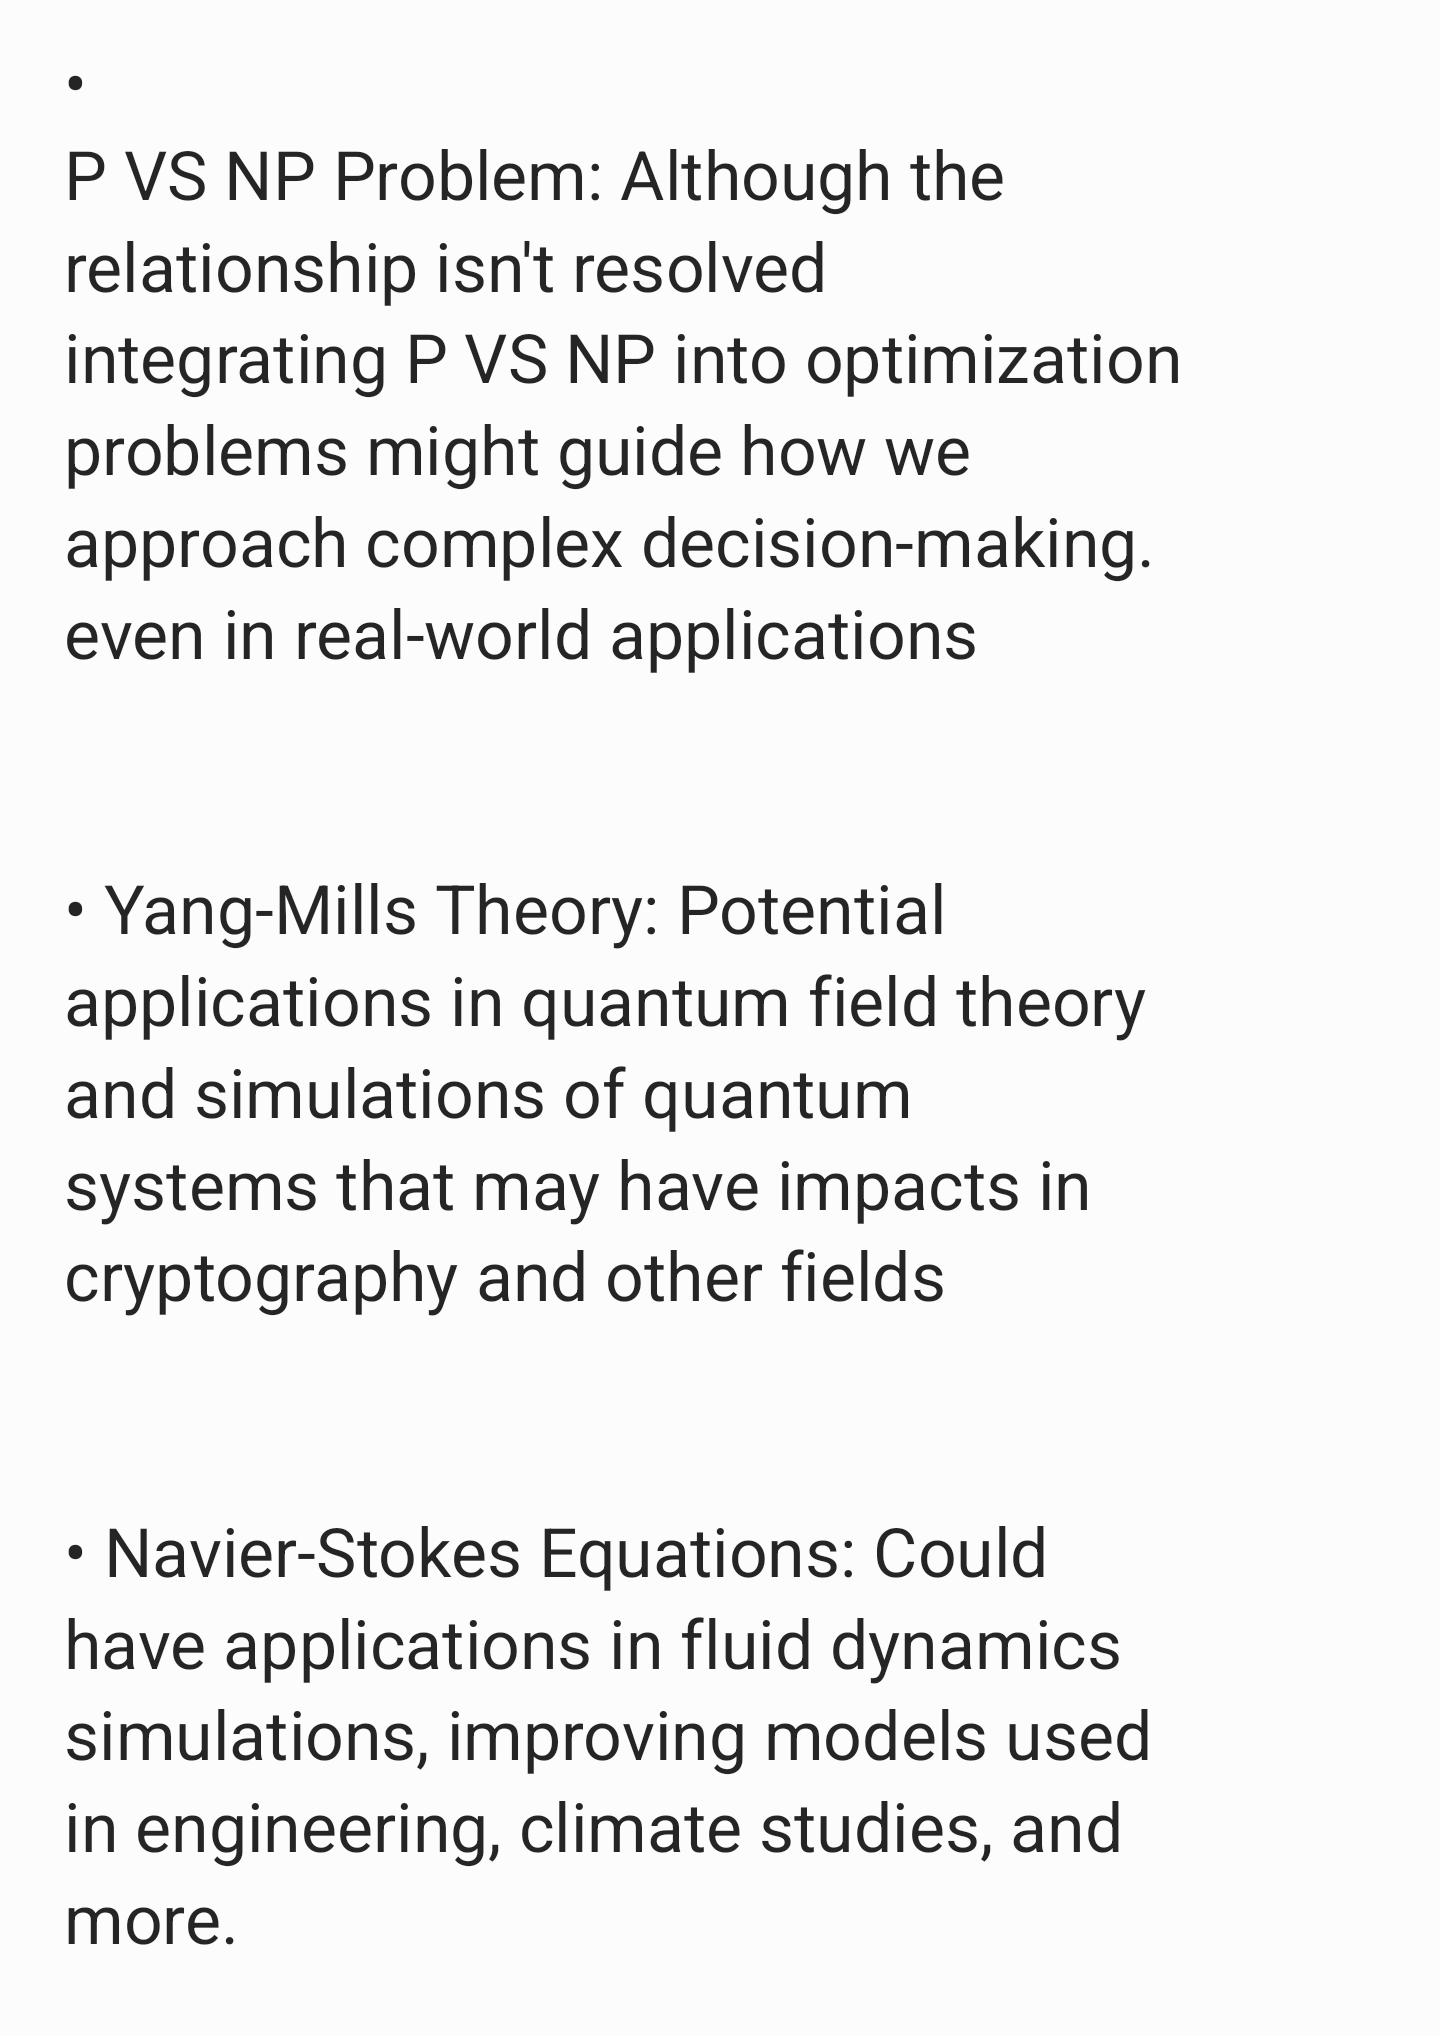 •
P VS NP Problem: Although the
relationship isn't resolved
integrating P VS NP into optimization
problems might guide how we
approach complex decision-making.
even in real-world applications
• Yang-Mills Theory: Potential
applications in quantum field theory
and simulations of quantum
systems that may have impacts in
cryptography and other fields
• Navier-Stokes Equations: Could
have applications in fluid dynamics
simulations, improving models used
in engineering, climate studies, and
more.